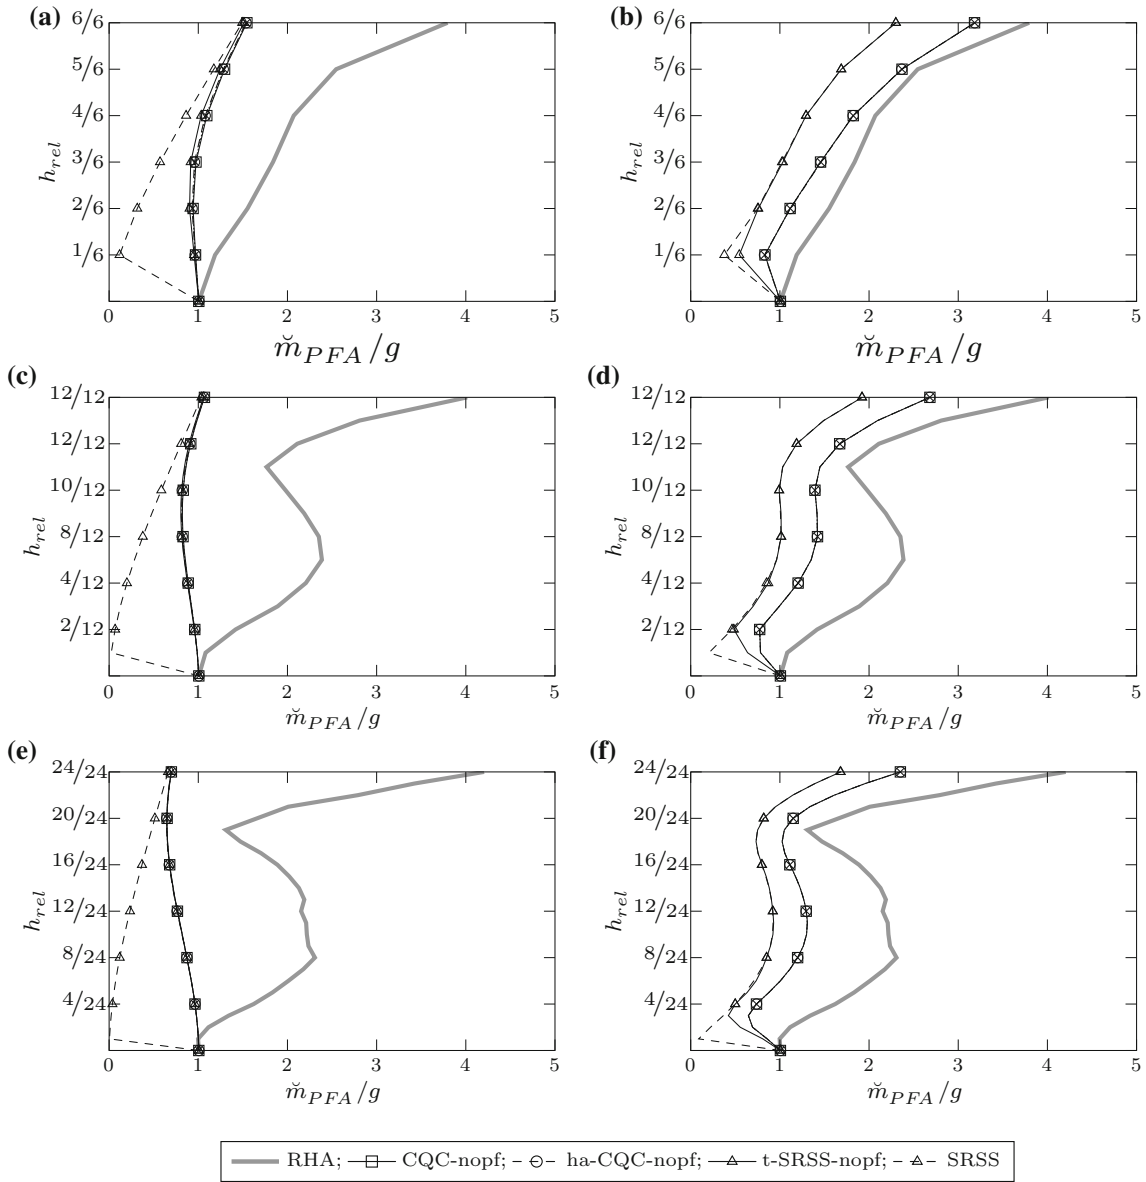 (a)
6/6
5/6
4/6
3/6
2/6
1/6
h_rel
0 1 2 3 4 5
m̆_PFA/g
(b)
6/6
5/6
4/6
3/6
2/6
1/6
h_rel
0 1 2 3 4 5
m̆_PFA/g
(c)
12/12
12/12
10/12
8/12
4/12
2/12
h_rel
0 1 2 3 4 5
m̆_PFA/g
(d)
12/12
12/12
10/12
8/12
4/12
2/12
h_rel
0 1 2 3 4 5
m̆_PFA/g
(e)
24/24
20/24
16/24
12/24
8/24
4/24
h_rel
0 1 2 3 4 5
m̆_PFA/g
(f)
24/24
20/24
16/24
12/24
8/24
4/24
h_rel
0 1 2 3 4 5
m̆_PFA/g
RHA; CQC-nopf; ha-CQC-nopf; t-SRSS-nopf; SRSS